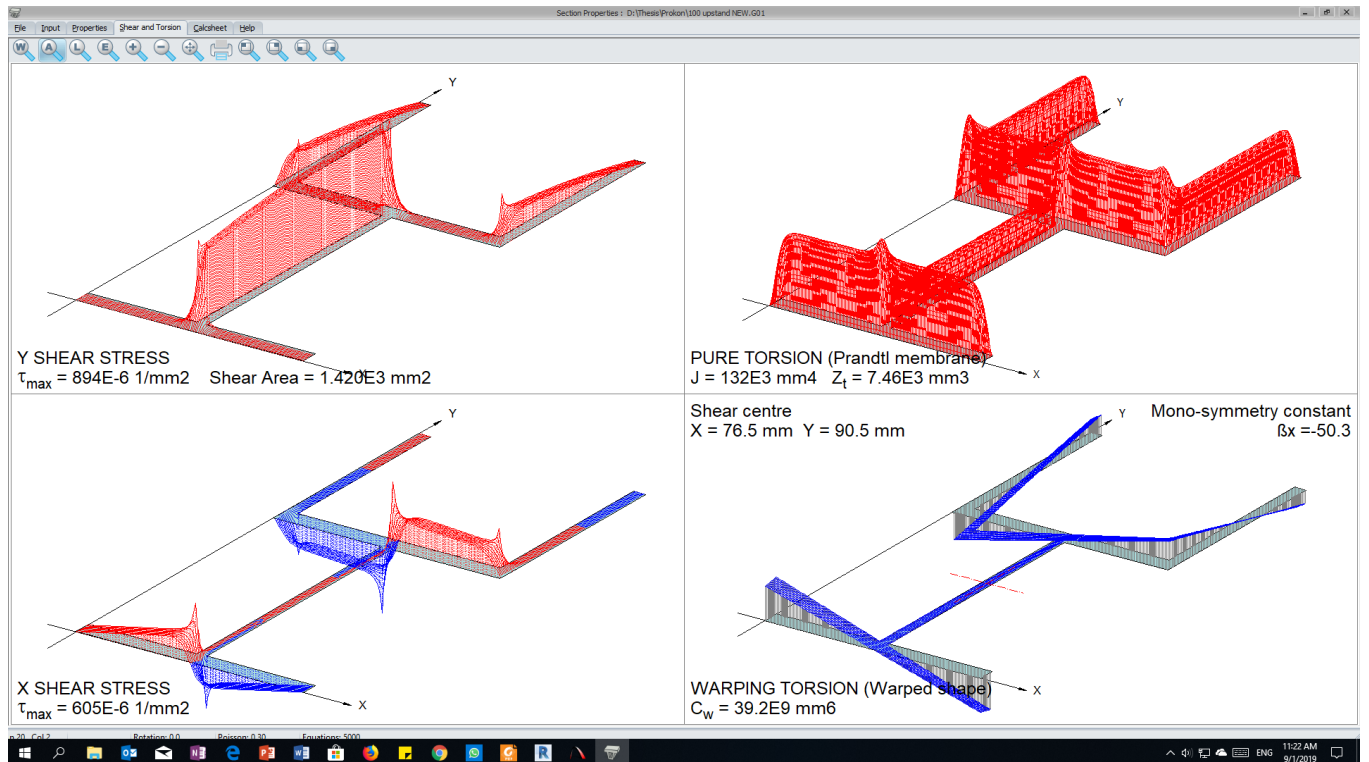 Section Properties : D:\Thesis\Prokon\100 upstand NEW.G01
File Input Properties Shear and Torsion Calcsheet Help
W A L E
Y
Y SHEAR STRESS
τmax = 894E-6 1/mm2 Shear Area = 1.420E3 mm2
X
Y
PURE TORSION (Prandtl membrane)
J = 132E3 mm4 Zt = 7.46E3 mm3
X
Y
X SHEAR STRESS
τmax = 605E-6 1/mm2
X
Shear centre
X = 76.5 mm Y = 90.5 mm
Y
Mono-symmetry constant
ßx =-50.3
WARPING TORSION (Warped shape)
Cw = 39.2E9 mm6
X
Rotation: 0.0 Poisson: 0.30 Equations: 5000
ENG
11:22 AM
9/1/2019